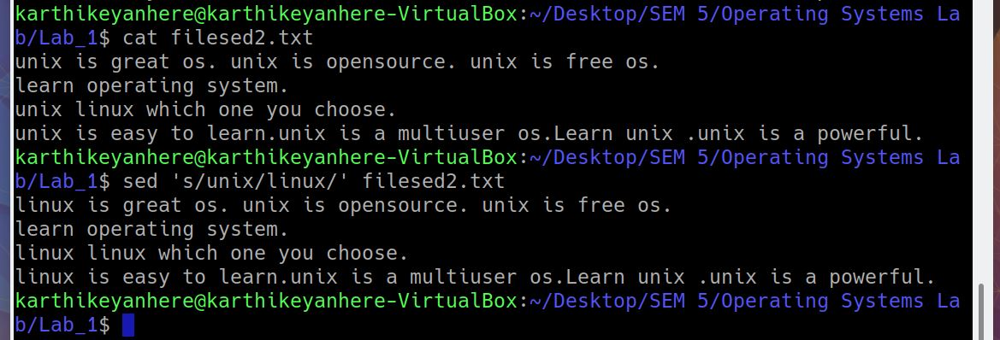 karthikeyanhere@karthikeyanhere-VirtualBox:~/Desktop/SEM 5/Operating Systems La
b/Lab_1$ cat filesed2.txt
unix is great os. unix is opensource. unix is free os.
learn operating system.
unix linux which one you choose.
unix is easy to learn.unix is a multiuser os.Learn unix .unix is a powerful.
karthikeyanhere@karthikeyanhere-VirtualBox:~/Desktop/SEM 5/Operating Systems La
b/Lab_1$ sed 's/unix/linux/' filesed2.txt
linux is great os. unix is opensource. unix is free os.
learn operating system.
linux linux which one you choose.
linux is easy to learn.unix is a multiuser os.Learn unix .unix is a powerful.
karthikeyanhere@karthikeyanhere-VirtualBox:~/Desktop/SEM 5/Operating Systems La
b/Lab_1$